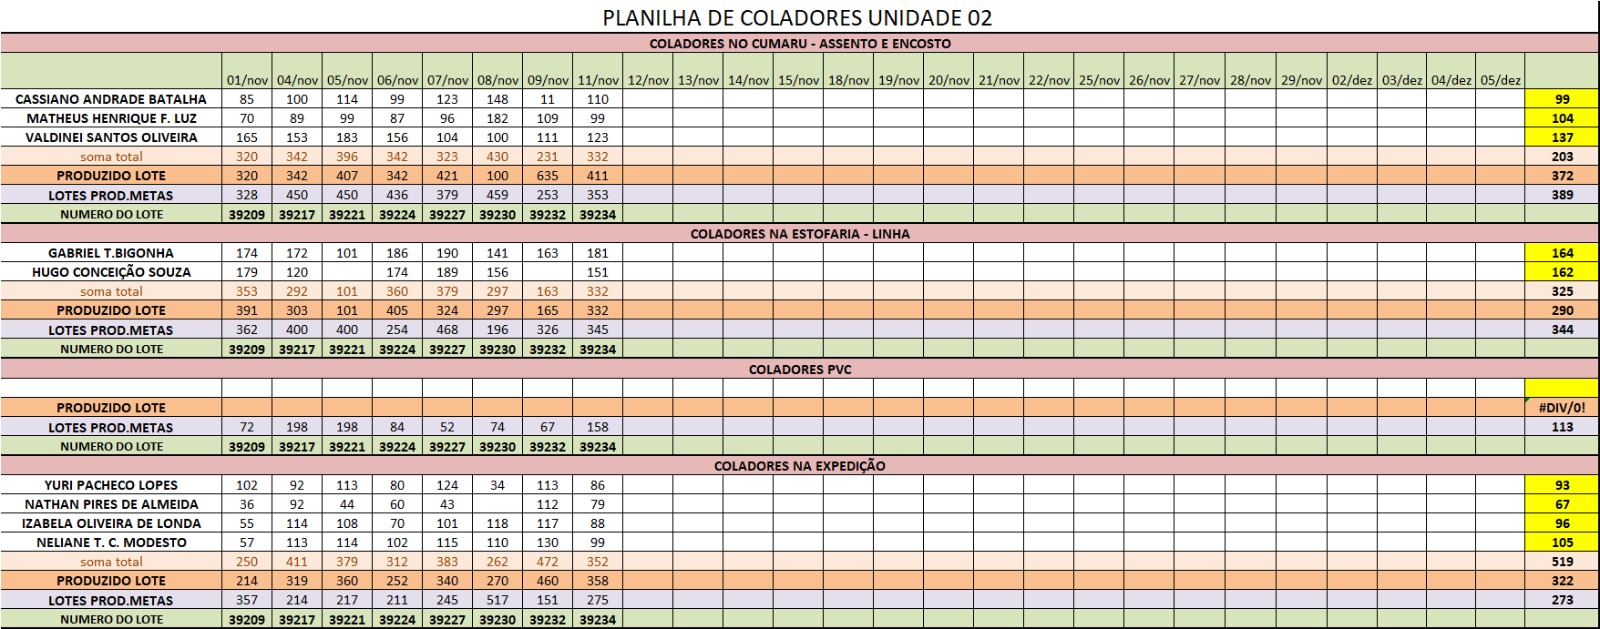 PLANILHA DE COLADORES UNIDADE 02
COLADORES NO CUMARU - ASSENTO E ENCOSTO
01/nov 04/nov 05/nov 06/nov 07/nov 08/nov 09/nov 11/nov 12/nov 13/nov 14/nov 15/nov 18/nov 19/nov 20/nov 21/nov 22/nov 25/nov 26/nov 27/nov 28/nov 29/nov 02/dez 03/dez 04/dez 05/dez
CASSIANO ANDRADE BATALHA 85 100 114 99 123 148 11 110 99
MATHEUS HENRIQUE F. LUZ 70 89 99 87 96 182 109 99 104
VALDINEI SANTOS OLIVEIRA 165 153 183 156 104 100 111 123 137
soma total 320 342 396 342 323 430 231 332 203
PRODUZIDO LOTE 320 342 407 342 421 100 635 411 372
LOTES PROD.METAS 328 450 450 436 379 459 253 353 389
NUMERO DO LOTE 39209 39217 39221 39224 39227 39230 39232 39234
COLADORES NA ESTOFARIA - LINHA
GABRIEL T.BIGONHA 174 172 101 186 190 141 163 181 164
HUGO CONCEIÇÃO SOUZA 179 120 174 189 156 151 162
soma total 353 292 101 360 379 297 163 332 325
PRODUZIDO LOTE 391 303 101 405 324 297 165 332 290
LOTES PROD.METAS 362 400 400 254 468 196 326 345 344
NUMERO DO LOTE 39209 39217 39221 39224 39227 39230 39232 39234
COLADORES PVC
PRODUZIDO LOTE #DIV/0!
LOTES PROD.METAS 72 198 198 84 52 74 67 158 113
NUMERO DO LOTE 39209 39217 39221 39224 39227 39230 39232 39234
COLADORES NA EXPEDIÇÃO
YURI PACHECO LOPES 102 92 113 80 124 34 113 86 93
NATHAN PIRES DE ALMEIDA 36 92 44 60 43 112 79 67
IZABELA OLIVEIRA DE LONDA 55 114 108 70 101 118 117 88 96
NELIANE T. C. MODESTO 57 113 114 102 115 110 130 99 105
soma total 250 411 379 312 383 262 472 352 519
PRODUZIDO LOTE 214 319 360 252 340 270 460 358 322
LOTES PROD.METAS 357 214 217 211 245 517 151 275 273
NUMERO DO LOTE 39209 39217 39221 39224 39227 39230 39232 39234